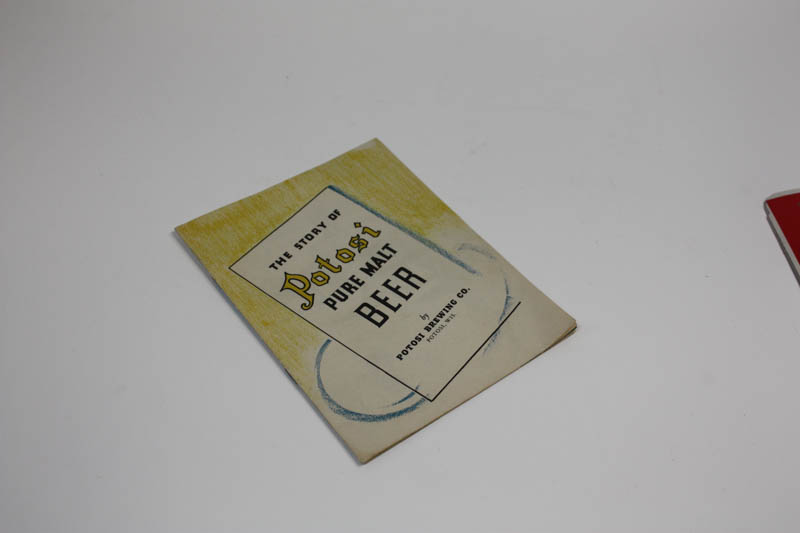 THE STORY OF
Potosi
PURE MALT
BEER
by
POTOSI BREWING CO.
POTOSI, WIS.